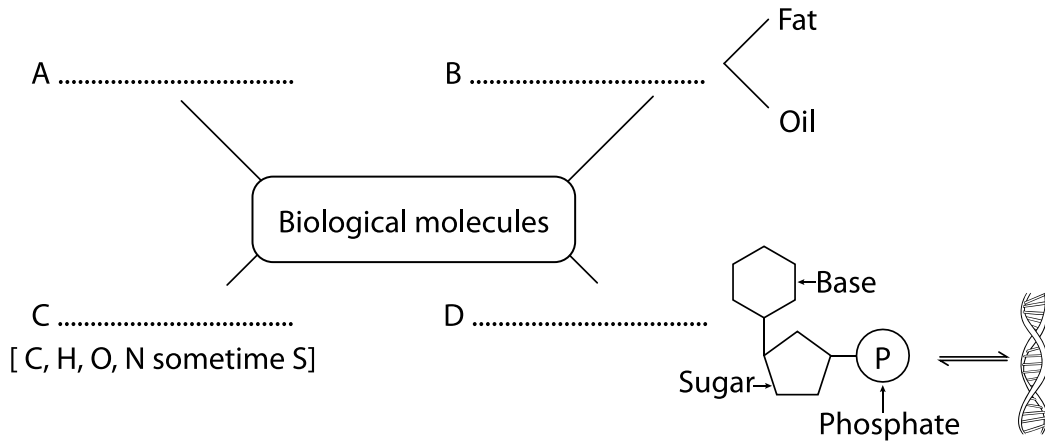 A ..............................
B ..............................
Fat
Oil
Biological molecules
C ..............................
[ C, H, O, N sometime S]
D ..............................
Base
Sugar
P
Phosphate